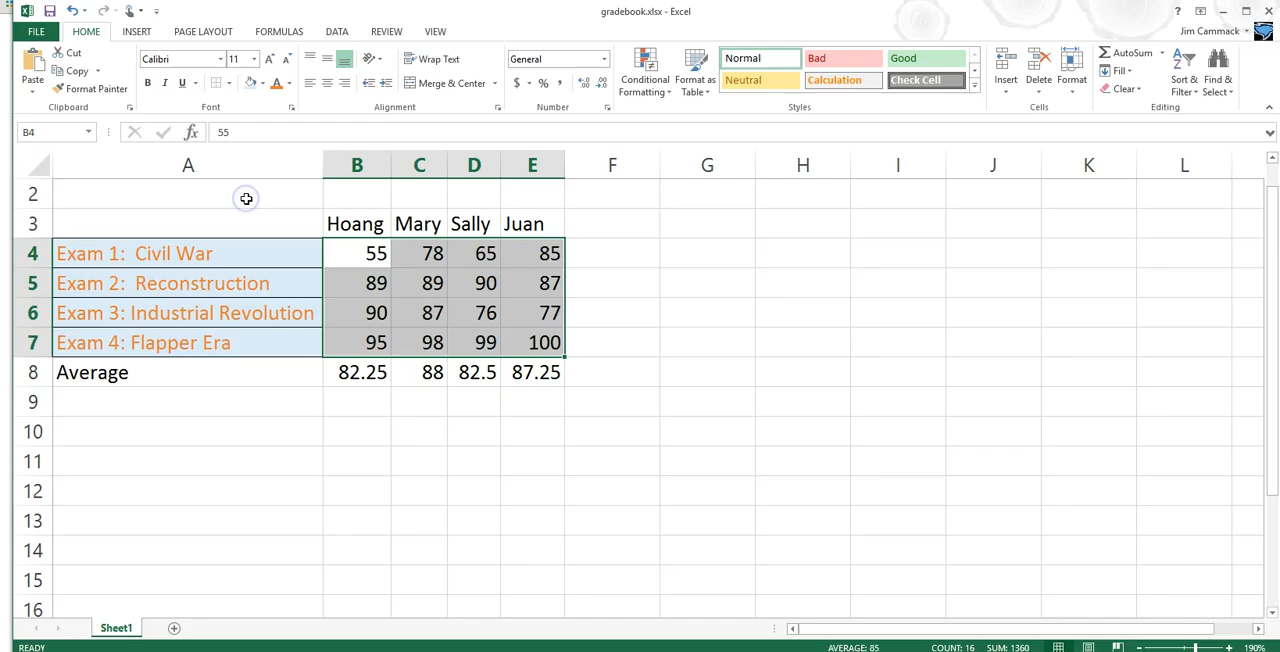 gradebook.xlsx - Excel
?
FILE HOME INSERT PAGE LAYOUT FORMULAS DATA REVIEW VIEW Jim Cammack
Paste
Cut
Copy
Format Painter
Clipboard
Calibri 11
B I U
Font
Wrap Text
Merge & Center
Alignment
General
$ % ,
Number
Conditional Formatting
Format as Table
Normal Bad Good
Neutral Calculation Check Cell
Styles
Insert Delete Format
Cells
AutoSum
Fill
Clear
Sort & Filter
Find & Select
Editing
B4 fx 55
A B C D E F G H I J K L
2
3 Hoang Mary Sally Juan
4 Exam 1:  Civil War 55 78 65 85
5 Exam 2:  Reconstruction 89 89 90 87
6 Exam 3: Industrial Revolution 90 87 76 77
7 Exam 4: Flapper Era 95 98 99 100
8 Average 82.25 88 82.5 87.25
9
10
11
12
13
14
15
16
Sheet1
READY AVERAGE: 85 COUNT: 16 SUM: 1360 190%